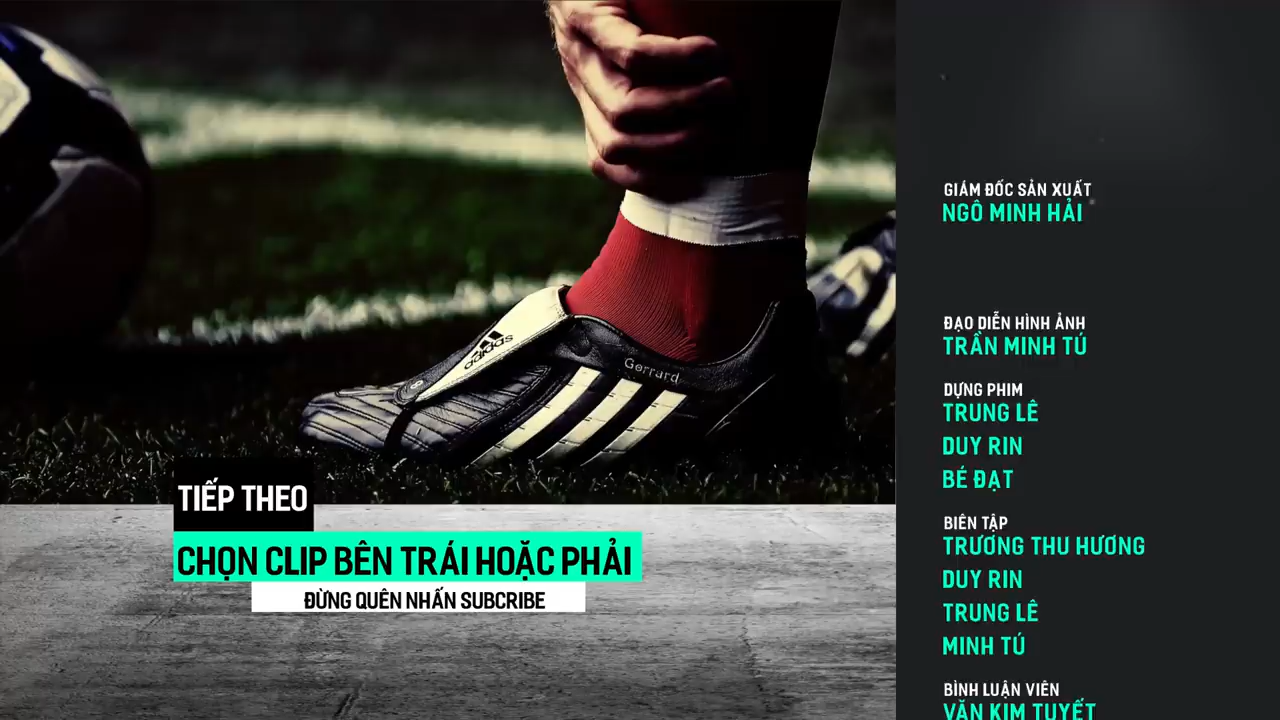 adidas
8
Gerrard
TIẾP THEO
CHỌN CLIP BÊN TRÁI HOẶC PHẢI
ĐỪNG QUÊN NHẤN SUBCRIBE
GIÁM ĐỐC SẢN XUẤT
NGÔ MINH HẢI
ĐẠO DIỄN HÌNH ẢNH
TRẦN MINH TÚ
DỰNG PHIM
TRUNG LÊ
DUY RIN
BÉ ĐẠT
BIÊN TẬP
TRƯƠNG THU HƯƠNG
DUY RIN
TRUNG LÊ
MINH TÚ
BÌNH LUẬN VIÊN
VĂN KIM TUYẾT